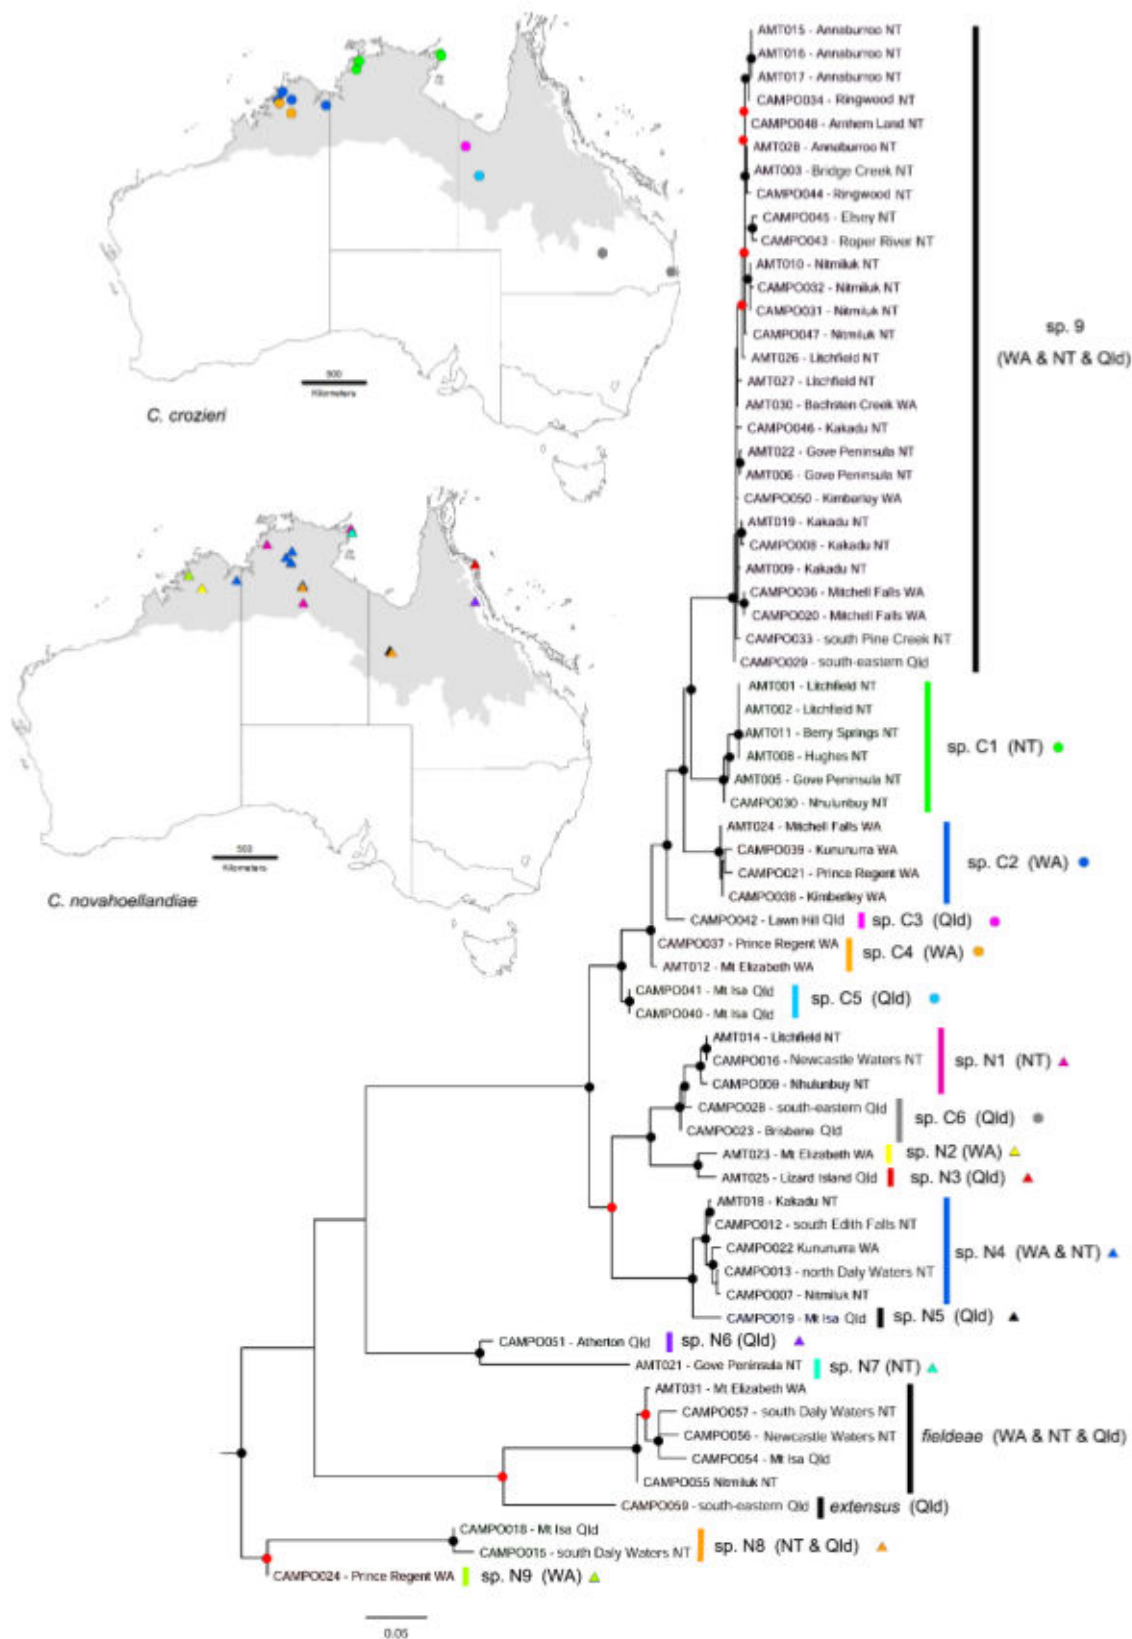 500
Kilometers
C. crozieri
500
Kilometers
C. novahoellandiae
AMT015 - Annaburroo NT
AMT016 - Annaburroo NT
AMT017 - Annaburroo NT
CAMPO034 - Ringwood NT
CAMPO048 - Arnhem Land NT
AMT028 - Annaburroo NT
AMT003 - Bridge Creek NT
CAMPO044 - Ringwood NT
CAMPO045 - Elsey NT
CAMPO043 - Roper River NT
AMT010 - Nitmiluk NT
CAMPO032 - Nitmiluk NT
CAMPO031 - Nitmiluk NT
CAMPO047 - Nitmiluk NT
AMT026 - Litchfield NT
AMT027 - Litchfield NT
AMT030 - Bachsten Creek WA
CAMPO046 - Kakadu NT
AMT022 - Gove Peninsula NT
AMT006 - Gove Peninsula NT
CAMPO050 - Kimberley WA
AMT019 - Kakadu NT
CAMPO008 - Kakadu NT
AMT009 - Kakadu NT
CAMPO036 - Mitchell Falls WA
CAMPO020 - Mitchell Falls WA
CAMPO033 - south Pine Creek NT
CAMPO029 - south-eastern Qld
sp. 9
(WA & NT & Qld)
AMT001 - Litchfield NT
AMT002 - Litchfield NT
AMT011 - Berry Springs NT
AMT008 - Hughes NT
AMT005 - Gove Peninsula NT
CAMPO030 - Nhulunbuy NT
sp. C1 (NT)
AMT024 - Mitchell Falls WA
CAMPO039 - Kununurra WA
CAMPO021 - Prince Regent WA
CAMPO038 - Kimberley WA
sp. C2 (WA)
CAMPO042 - Lawn Hill Qld
sp. C3 (Qld)
CAMPO037 - Prince Regent WA
AMT012 - Mt Elizabeth WA
sp. C4 (WA)
CAMPO041 - Mt Isa Qld
CAMPO040 - Mt Isa Qld
sp. C5 (Qld)
AMT014 - Litchfield NT
CAMPO016 - Newcastle Waters NT
CAMPO009 - Nhulunbuy NT
sp. N1 (NT)
CAMPO028 - south-eastern Qld
CAMPO023 - Brisbane Qld
sp. C6 (Qld)
AMT023 - Mt Elizabeth WA
sp. N2 (WA)
AMT025 - Lizard Island Qld
sp. N3 (Qld)
AMT018 - Kakadu NT
CAMPO012 - south Edith Falls NT
CAMPO022 Kununurra WA
CAMPO013 - north Daly Waters NT
CAMPO007 - Nitmiluk NT
sp. N4 (WA & NT)
CAMPO019 - Mt Isa Qld
sp. N5 (Qld)
CAMPO051 - Atherton Qld
sp. N6 (Qld)
AMT021 - Gove Peninsula NT
sp. N7 (NT)
AMT031 - Mt Elizabeth WA
CAMPO057 - south Daly Waters NT
CAMPO056 - Newcastle Waters NT
CAMPO054 - Mt Isa Qld
CAMPO055 Nitmiluk NT
fieldeae (WA & NT & Qld)
CAMPO059 - south-eastern Qld
extensus (Qld)
CAMPO018 - Mt Isa Qld
CAMPO015 - south Daly Waters NT
sp. N8 (NT & Qld)
CAMPO024 - Prince Regent WA
sp. N9 (WA)
0.05